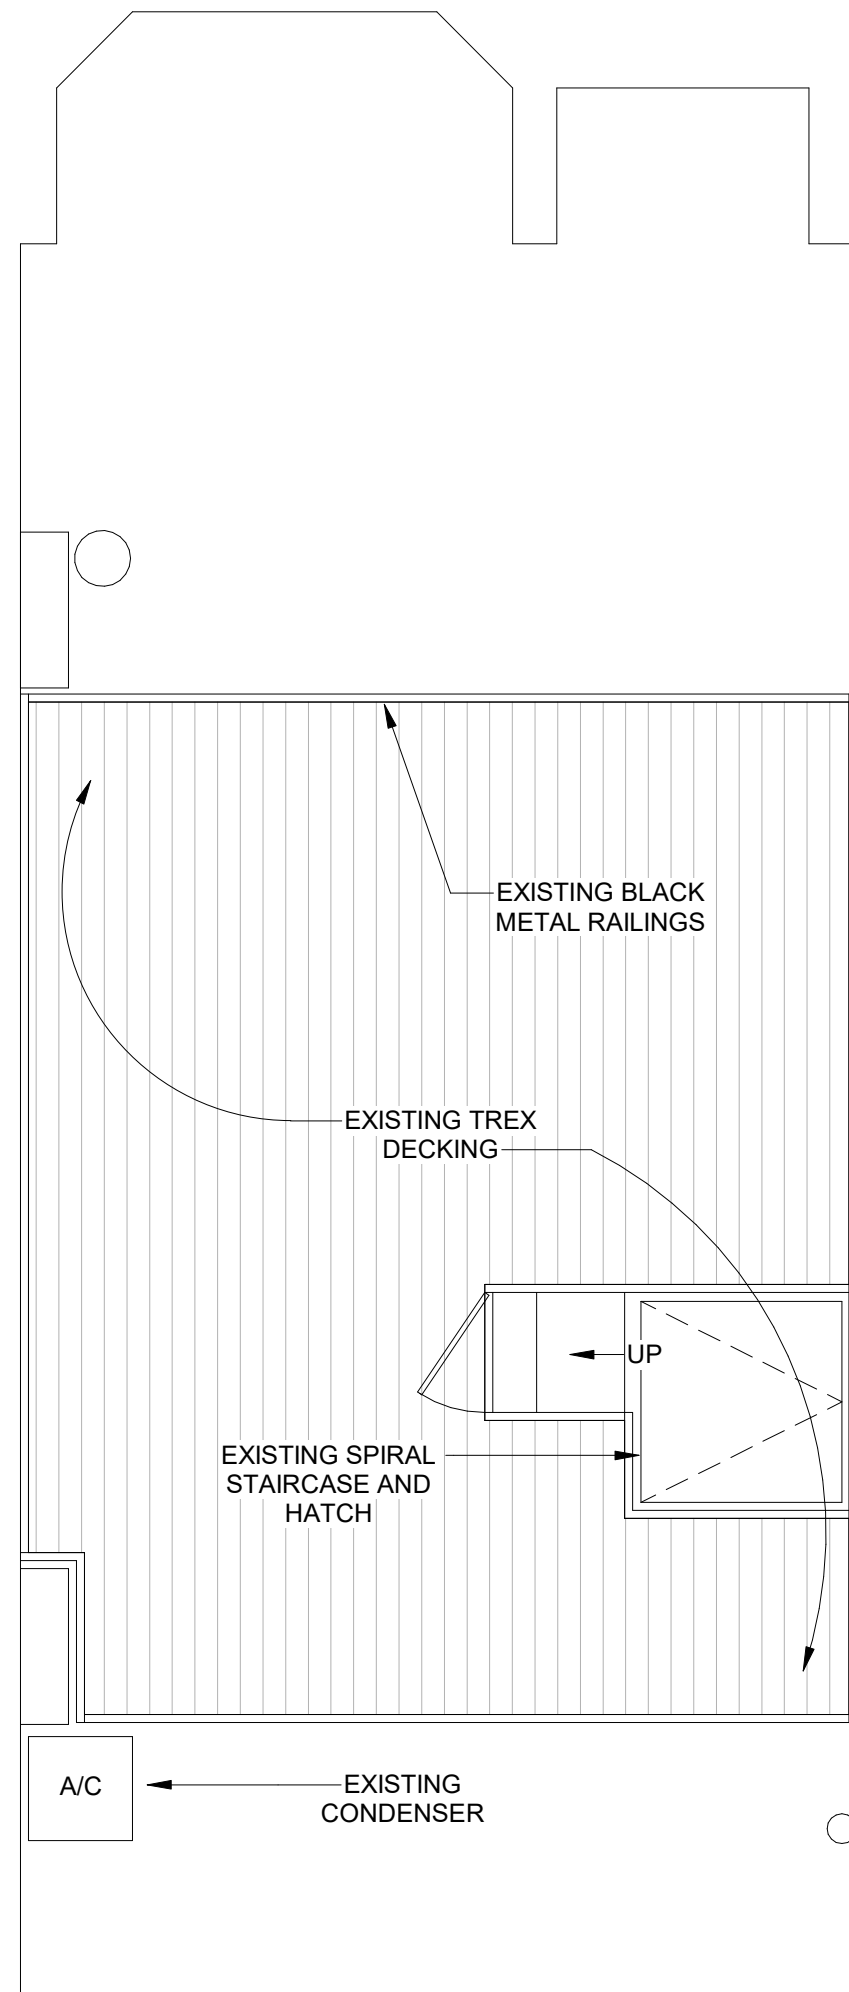 EXISTING BLACK
METAL RAILINGS
EXISTING TREX
DECKING
UP
EXISTING SPIRAL
STAIRCASE AND
HATCH
A/C
EXISTING
CONDENSER